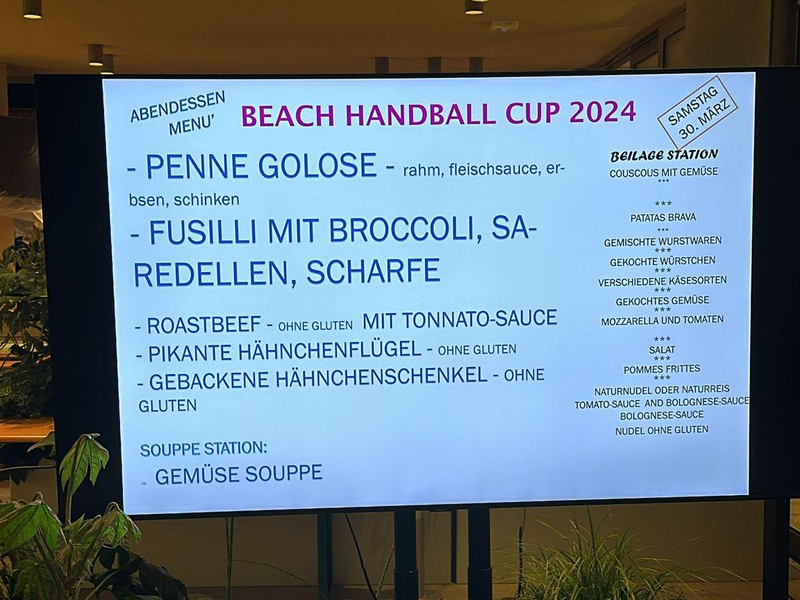 ABENDESSEN
MENU'
BEACH HANDBALL CUP 2024
SAMSTAG
30. MÄRZ
- PENNE GOLOSE - rahm, fleischsauce, er-
bsen, schinken
- FUSILLI MIT BROCCOLI, SA-
REDELLEN, SCHARFE
- ROASTBEEF - OHNE GLUTEN MIT TONNATO-SAUCE
- PIKANTE HÄHNCHENFLÜGEL - OHNE GLUTEN
- GEBACKENE HÄHNCHENSCHENKEL - OHNE
GLUTEN
SOUPPE STATION:
- GEMÜSE SOUPPE
BEILAGE STATION
COUSCOUS MIT GEMÜSE
***
***
PATATAS BRAVA
***
GEMISCHTE WURSTWAREN
***
GEKOCHTE WÜRSTCHEN
***
VERSCHIEDENE KÄSESORTEN
***
GEKOCHTES GEMÜSE
***
MOZZARELLA UND TOMATEN
***
SALAT
***
POMMES FRITTES
***
NATURNUDEL ODER NATURREIS
TOMATO-SAUCE AND BOLOGNESE-SAUCE
BOLOGNESE-SAUCE
NUDEL OHNE GLUTEN